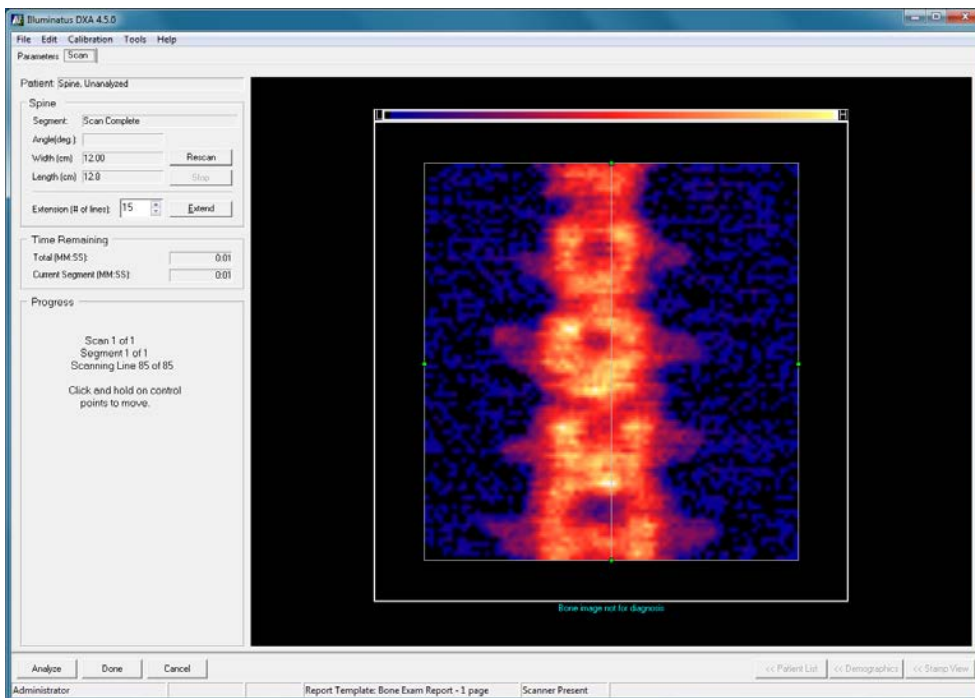 Illuminatus DXA 4.5.0
File Edit Calibration Tools Help
Parameters Scan
Patient: Spine, Unanalyzed
Spine
Segment: Scan Complete
Angle(deg.)
Width (cm) 12.00 Rescan
Length (cm) 12.0 Stop
Extension (# of lines): 15 Extend
Time Remaining
Total (MM:SS): 0:01
Current Segment (MM:SS): 0:01
Progress
Scan 1 of 1
Segment 1 of 1
Scanning Line 85 of 85
Click and hold on control
points to move.
L H
Bone image not for diagnosis
Analyze Done Cancel << Patient List << Demographics << Stamp View
Administrator Report Template: Bone Exam Report - 1 page Scanner Present